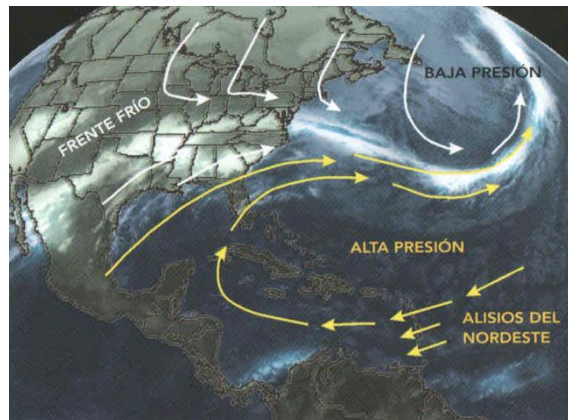 BAJA PRESIÓN
FRENTE FRÍO
ALTA PRESIÓN
ALISIOS DEL
NORDESTE